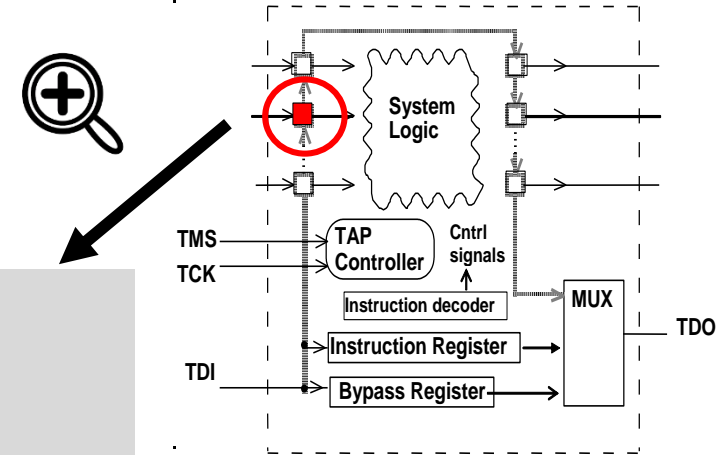 System
Logic
TMS
TCK
TAP
Controller
Cntrl
signals
Instruction decoder
MUX
TDO
Instruction Register
TDI
Bypass Register